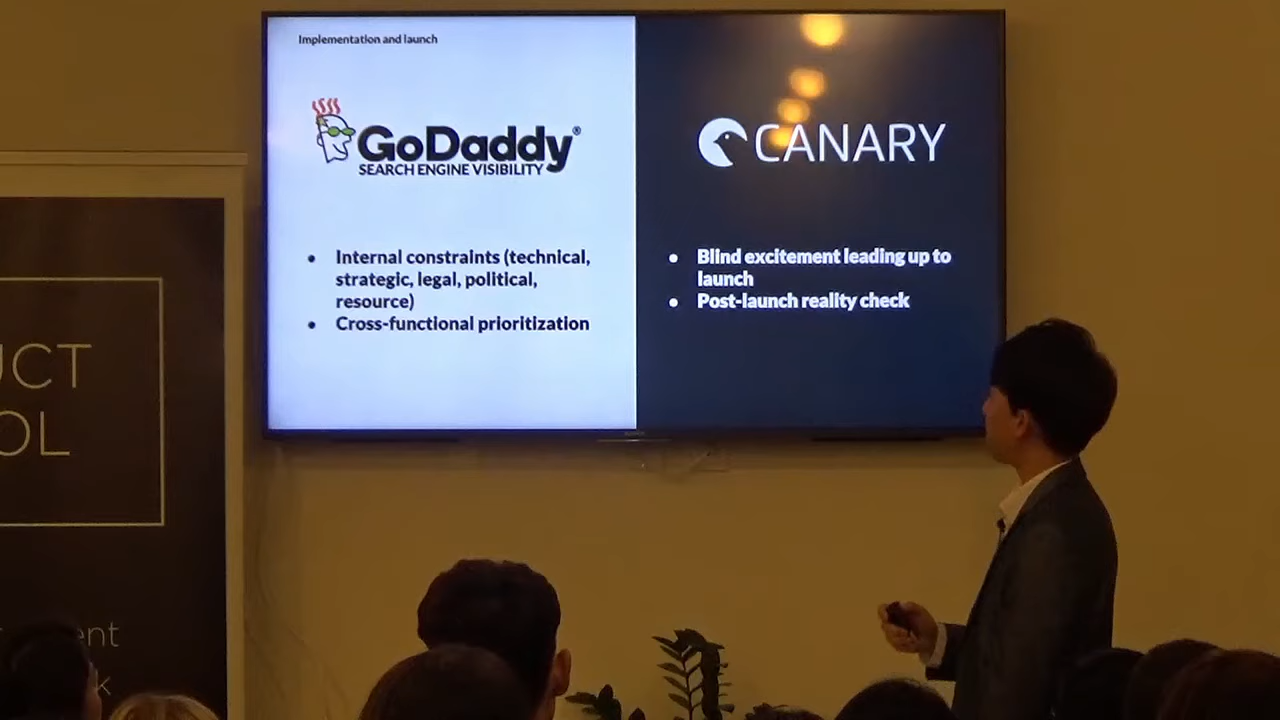 Implementation and launch
GoDaddy®
SEARCH ENGINE VISIBILITY
• Internal constraints (technical,
strategic, legal, political,
resource)
• Cross-functional prioritization
CANARY
• Blind excitement leading up to
launch
• Post-launch reality check
UCT
OL
ent
k